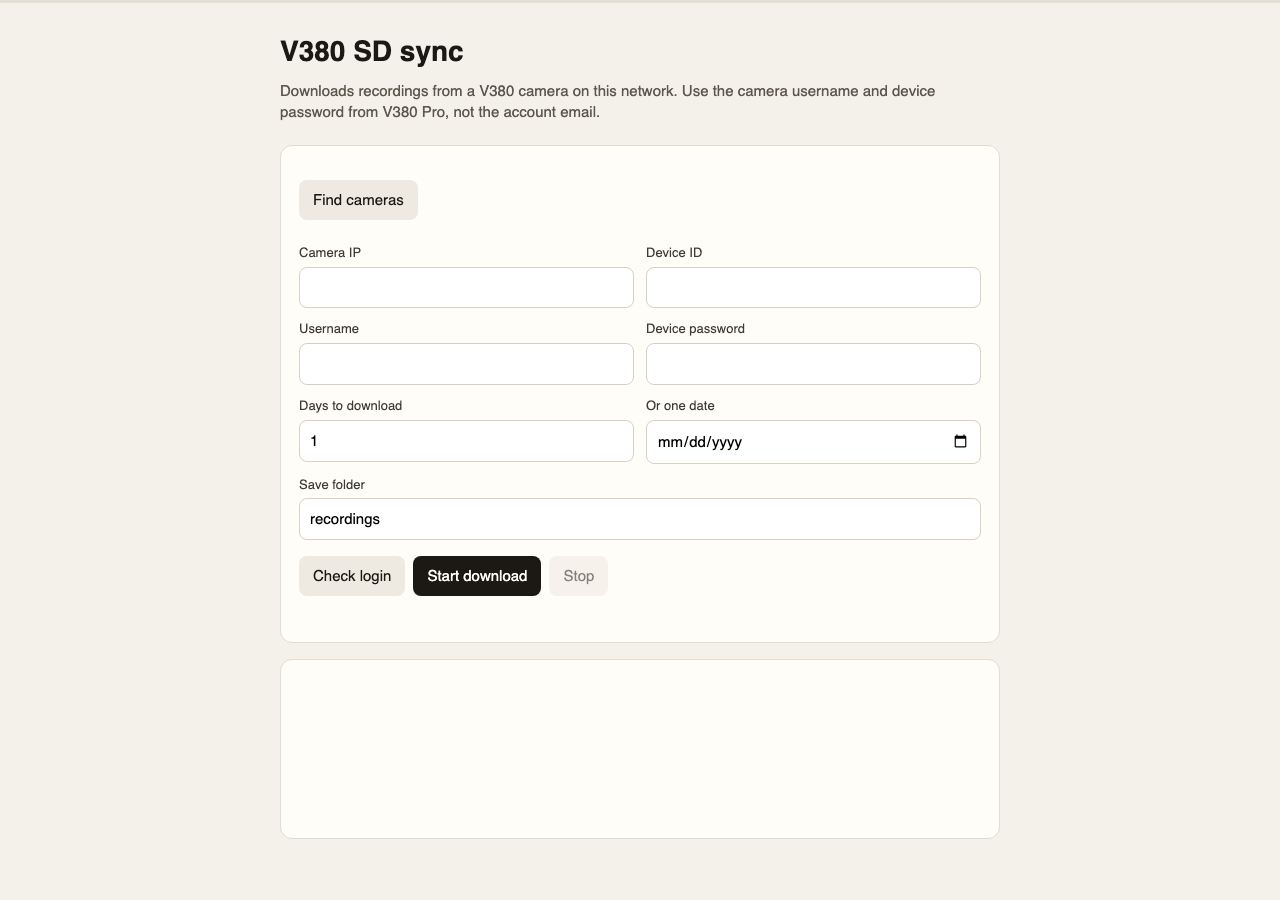 V380 SD sync
Downloads recordings from a V380 camera on this network. Use the camera username and device
password from V380 Pro, not the account email.
Find cameras
Camera IP
Device ID
Username
Device password
Days to download
Or one date
1
mm/dd/yyyy
Save folder
recordings
Check login
Start download
Stop